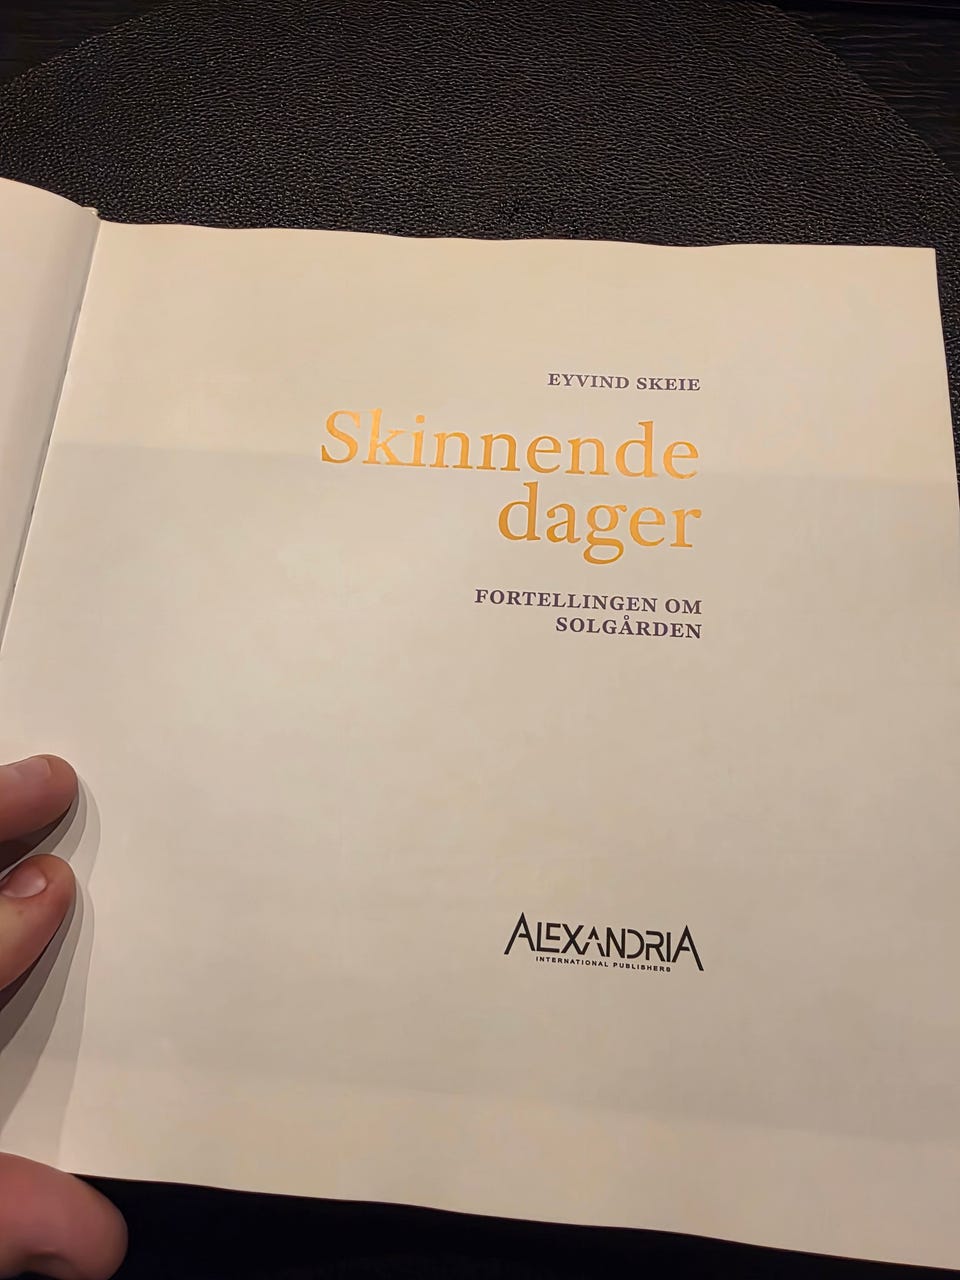 EYVIND SKEIE
Skinnende
dager
FORTELLINGEN OM
SOLGÅRDEN
ALEXANDRIA
INTERNATIONAL PUBLISHERS